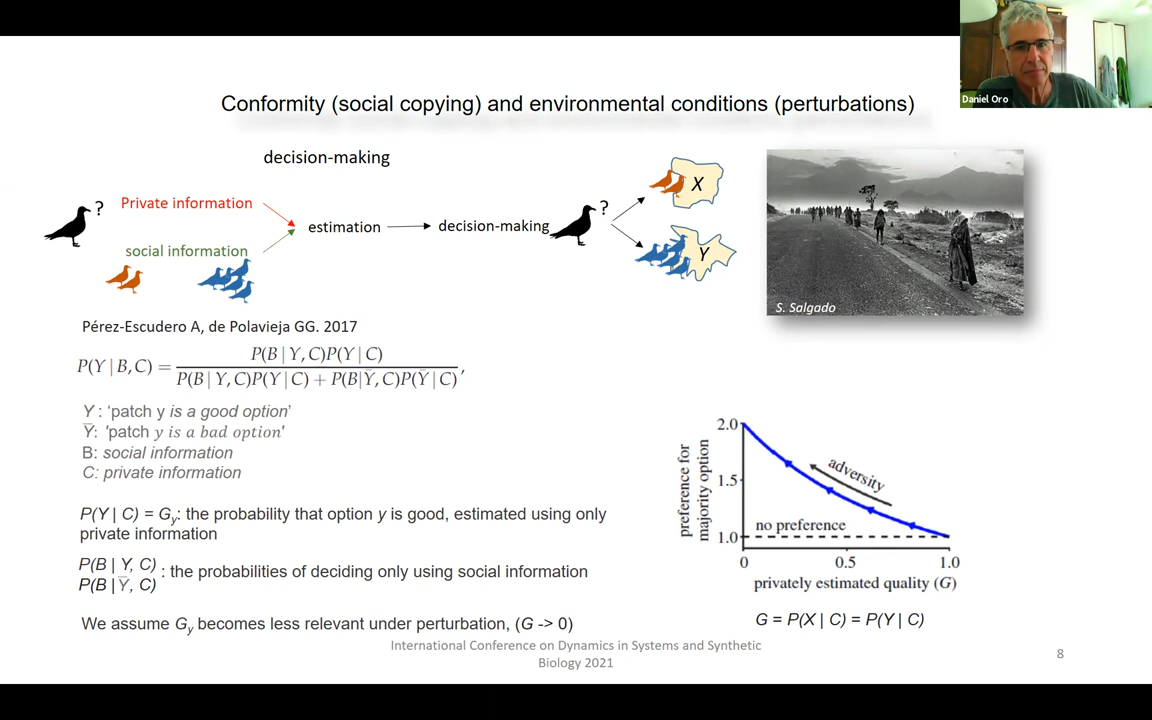 Daniel Oro
Conformity (social copying) and environmental conditions (perturbations)
decision-making
?
Private information
social information
estimation
decision-making
?
X
Y
S. Salgado
Pérez-Escudero A, de Polavieja GG. 2017
P(Y | B, C) = P(B | Y, C)P(Y | C) / P(B | Y, C)P(Y | C) + P(B|Ȳ, C)P(Ȳ | C) ,
Y : ‘patch y is a good option’
Ȳ: ′patch y is a bad option′
B: social information
C: private information
P(Y | C) = Gy: the probability that option y is good, estimated using only
private information
P(B | Y, C)
P(B | Ȳ, C)
: the probabilities of deciding only using social information
We assume Gy becomes less relevant under perturbation, (G -> 0)
preference for
majority option
2.0
1.5
1.0
adversity
no preference
0
0.5
1.0
privately estimated quality (G)
G = P(X | C) = P(Y | C)
International Conference on Dynamics in Systems and Synthetic
Biology 2021
8